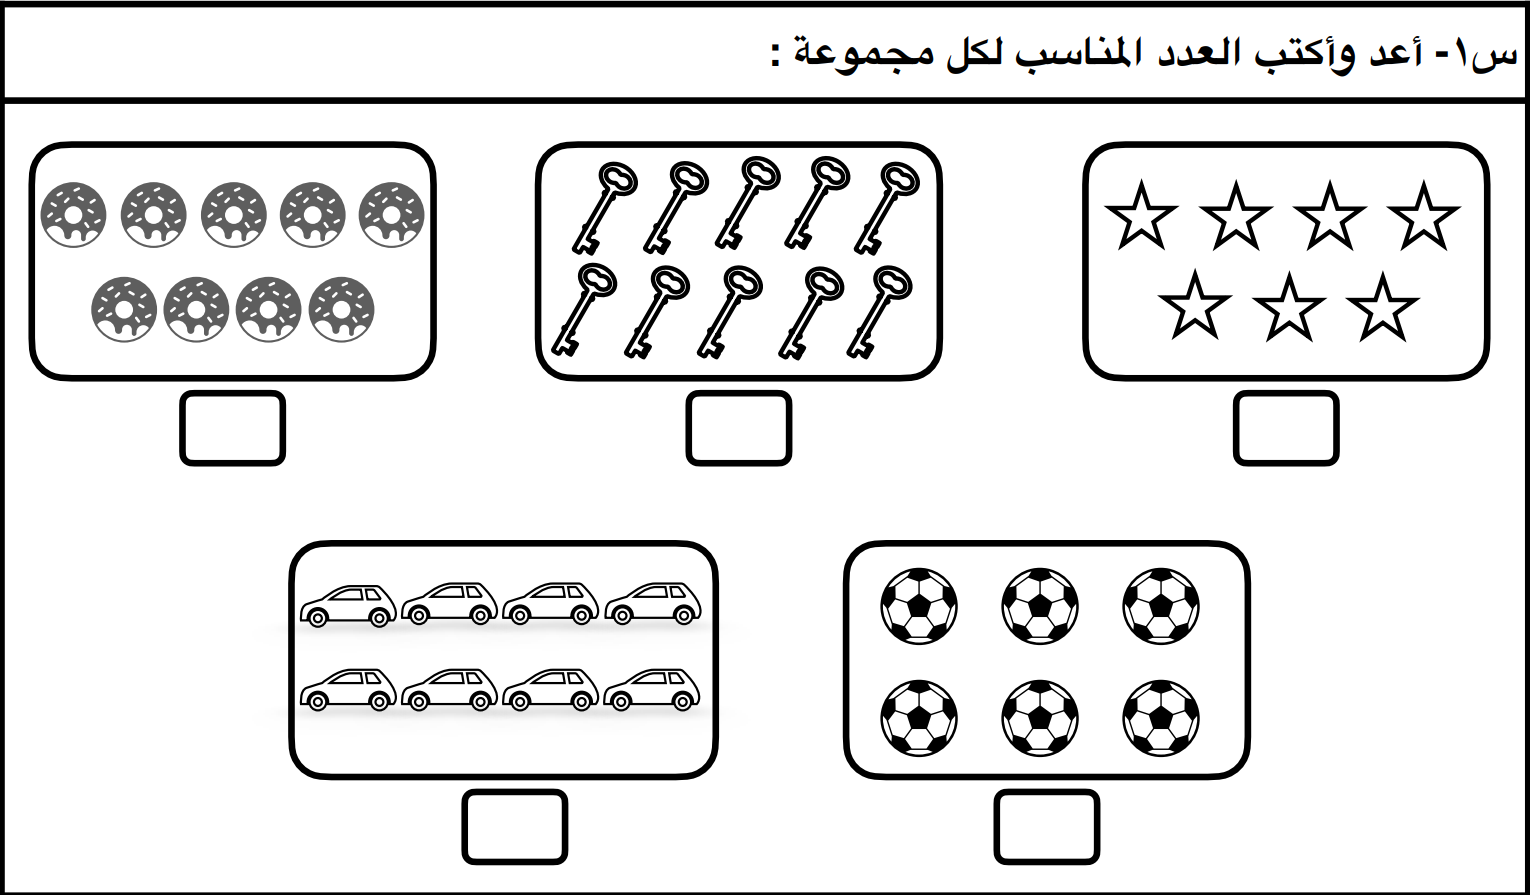 س١- أعد وأكتب العدد المناسب لكل مجموعة :